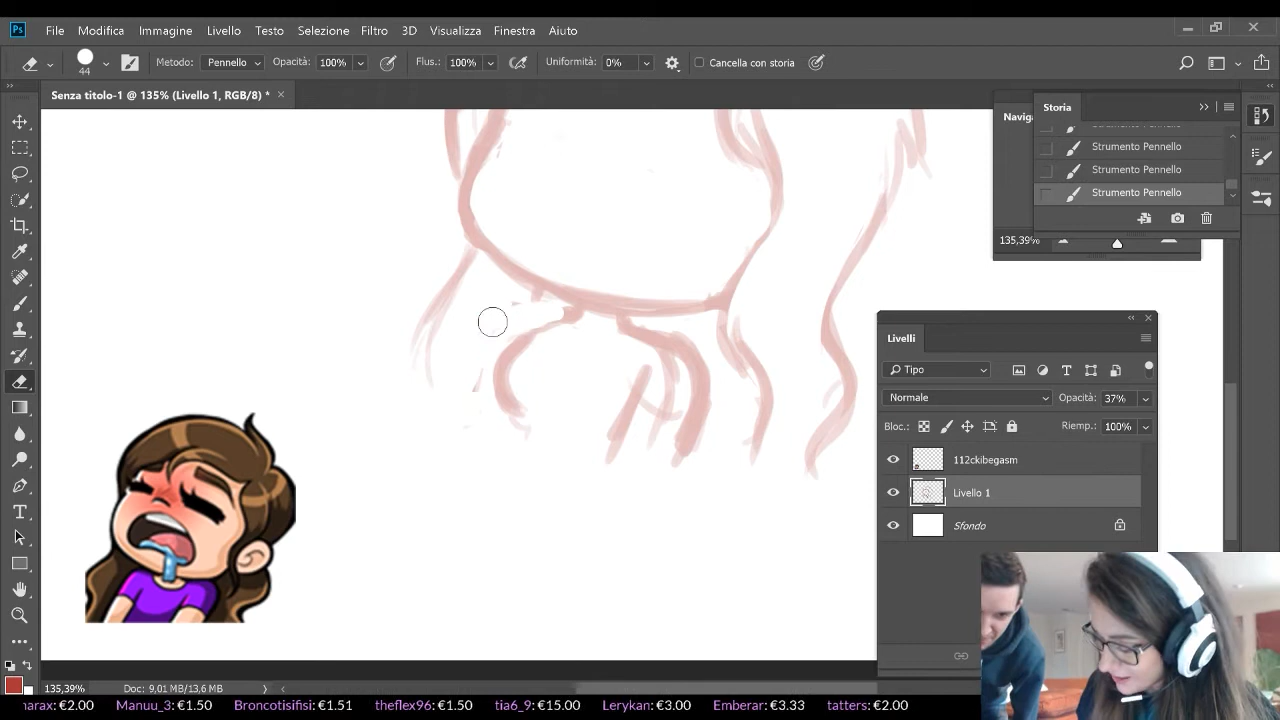 Ps File Modifica Immagine Livello Testo Selezione Filtro 3D Visualizza Finestra Aiuto
44 Metodo: Pennello Opacità: 100% Flus.: 100% Uniformità: 0% Cancella con storia
Senza titolo-1 @ 135% (Livello 1, RGB/8) *
Storia
Naviga
Strumento Pennello
Strumento Pennello
Strumento Pennello
Strumento Pennello
135,39%
Livelli
Tipo
Normale Opacità: 37%
Bloc.: Riemp.: 100%
112ckibegasm
Livello 1
Sfondo
135,39% Doc: 9,01 MB/13,6 MB
arax: €2.00 Manuu_3: €1.50 Broncotisifisi: €1.51 theflex96: €1.50 tia6_9: €15.00 Lerykan: €3.00 Emberar: €3.33 tatters: €2.00